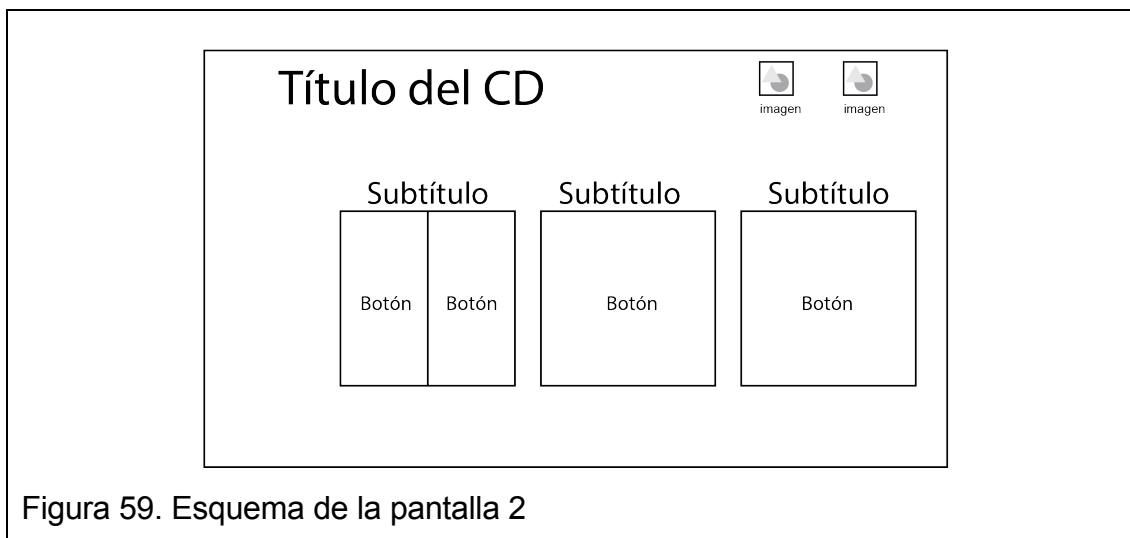 Título del CD
imagen imagen
Subtítulo Subtítulo Subtítulo
Botón Botón Botón Botón
Figura 59. Esquema de la pantalla 2